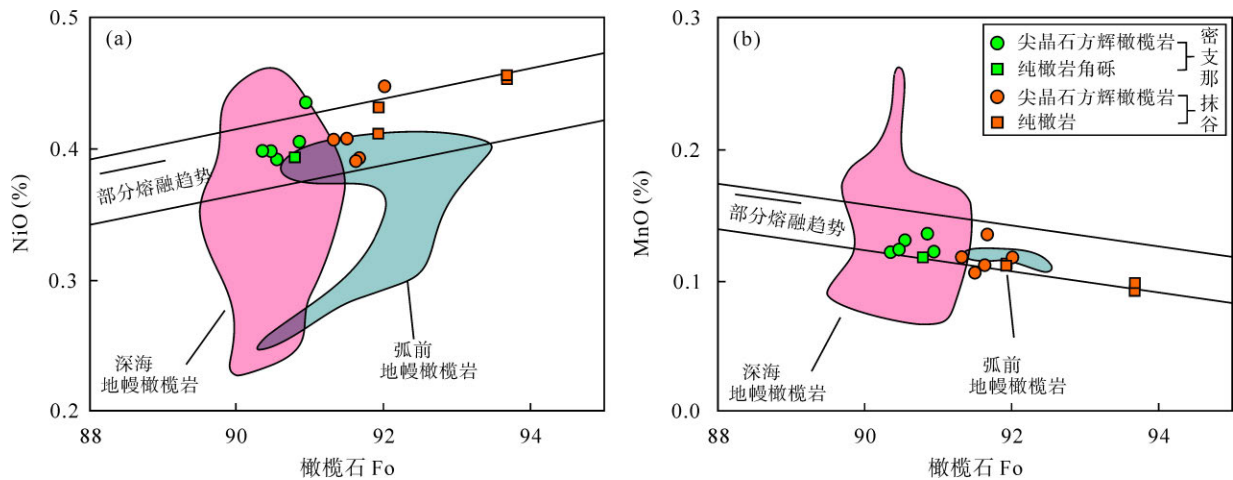 (a)
0.5
0.4
0.3
0.2
NiO (%)
部分熔融趋势
深海
地幔橄榄岩
弧前
地幔橄榄岩
88
90
92
94
橄榄石 Fo
(b)
0.3
0.2
0.1
0.0
MnO (%)
尖晶石方辉橄榄岩
纯橄岩角砾
密支那
尖晶石方辉橄榄岩
纯橄岩
抹谷
部分熔融趋势
深海
地幔橄榄岩
弧前
地幔橄榄岩
88
90
92
94
橄榄石 Fo